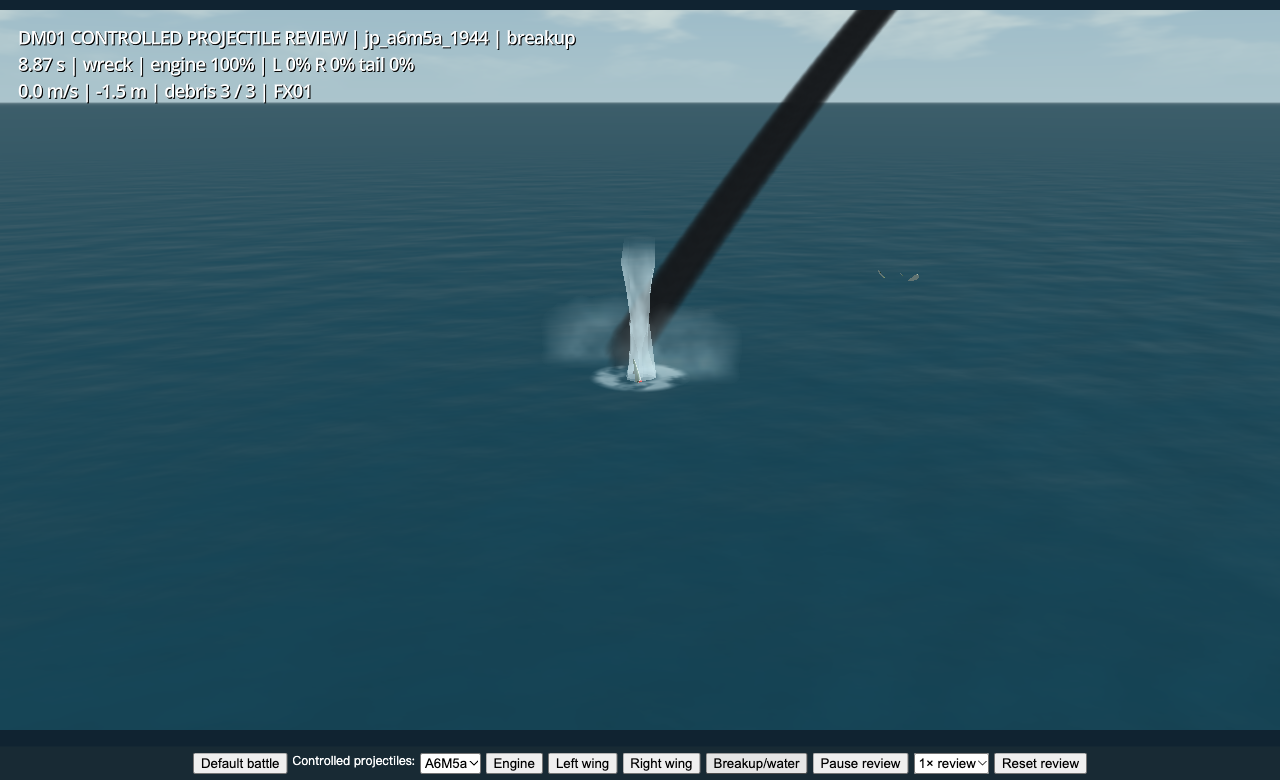 DM01 CONTROLLED PROJECTILE REVIEW | jp_a6m5a_1944 | breakup
8.87 s | wreck | engine 100% | L 0% R 0% tail 0%
0.0 m/s | -1.5 m | debris 3 / 3 | FX01
Default battle Controlled projectiles: A6M5a Engine Left wing Right wing Breakup/water Pause review 1× review Reset review